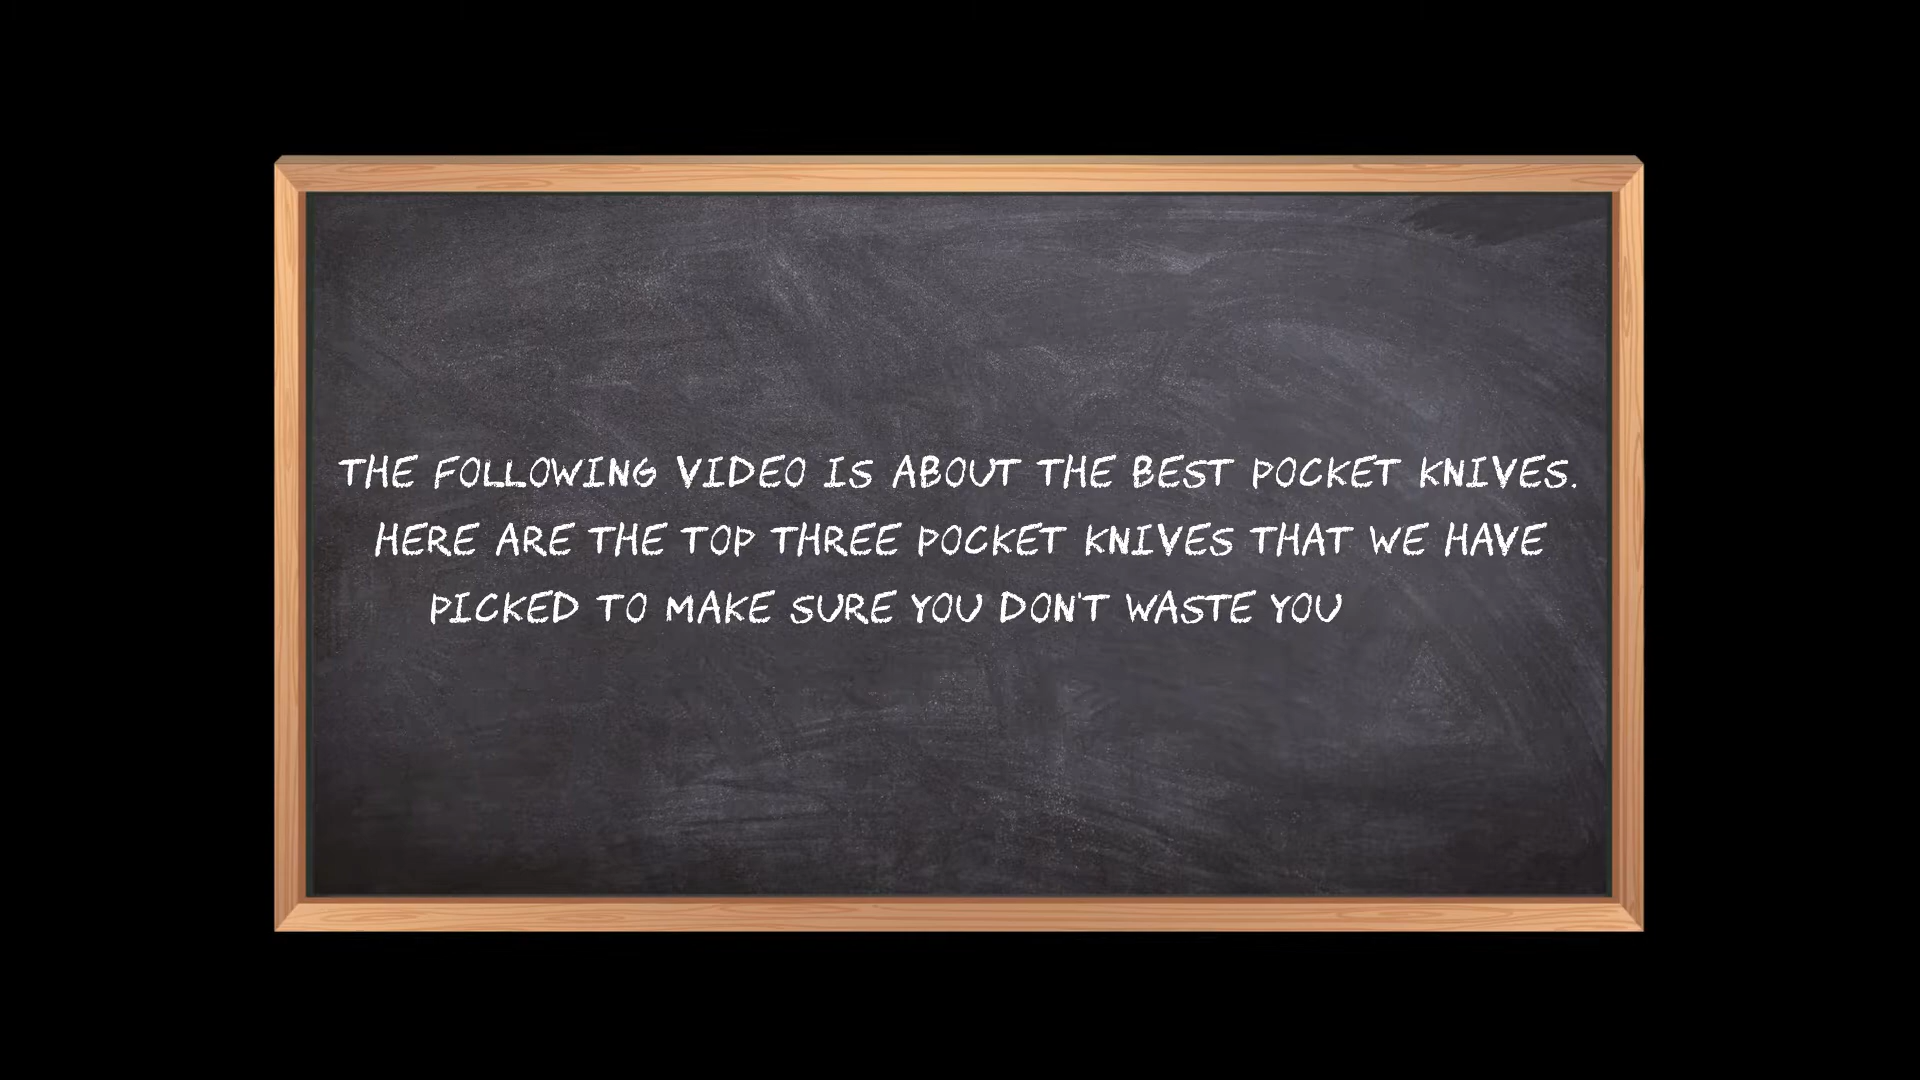 THE FOLLOWING VIDEO IS ABOUT THE BEST POCKET KNIVES.
HERE ARE THE TOP THREE POCKET KNIVES THAT WE HAVE
PICKED TO MAKE SURE YOU DON'T WASTE YOU